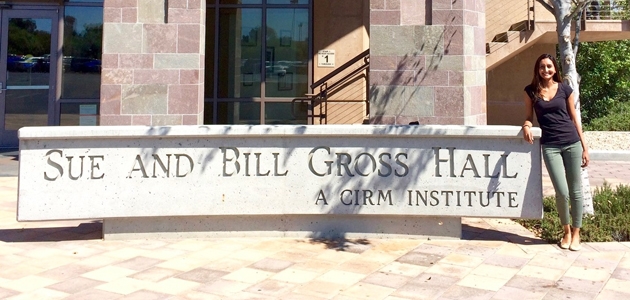 1
SUE AND BILL GROSS HALL
A CIRM INSTITUTE